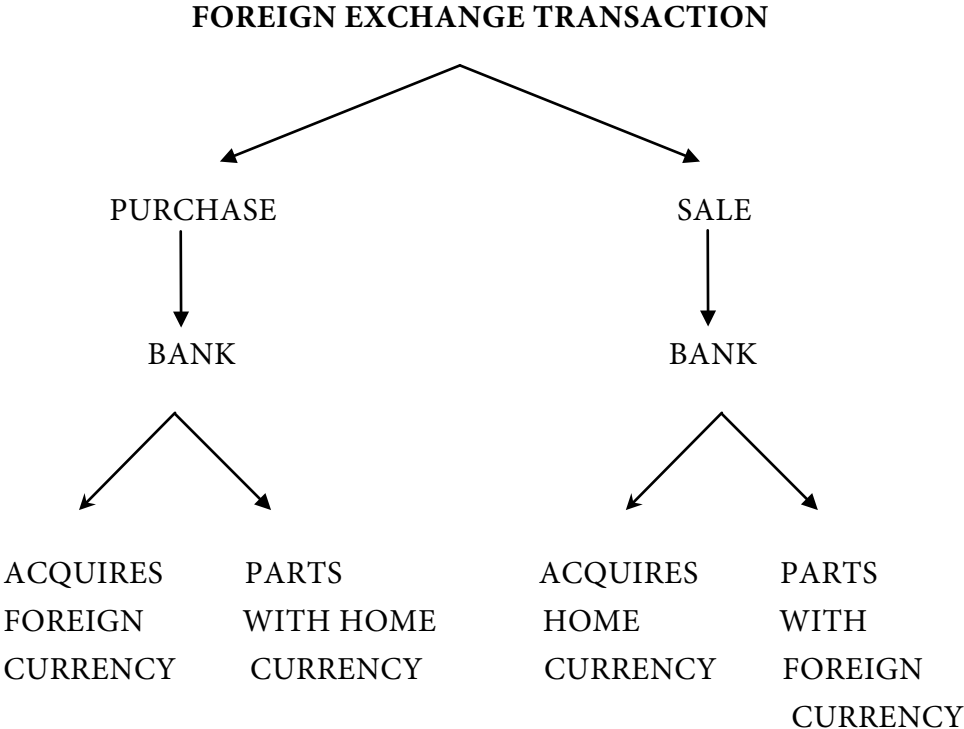 FOREIGN EXCHANGE TRANSACTION
PURCHASE
SALE
BANK
BANK
ACQUIRES
FOREIGN
CURRENCY
PARTS
WITH HOME
CURRENCY
ACQUIRES
HOME
CURRENCY
PARTS
WITH
FOREIGN
CURRENCY